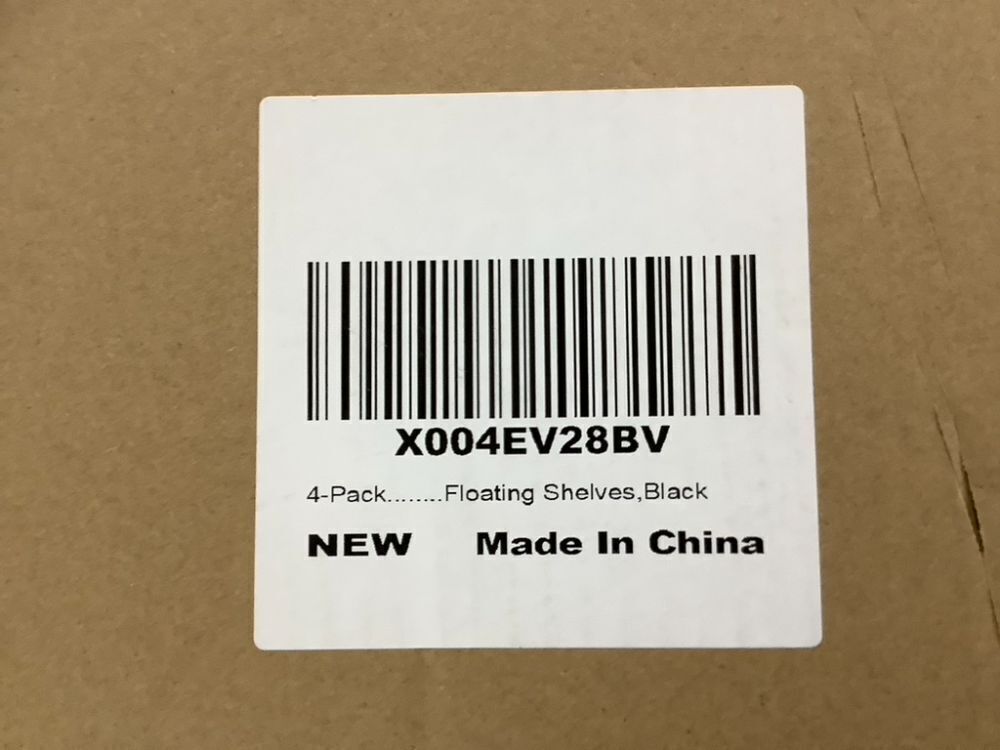 X004EV28BV
4-Pack........Floating Shelves,Black
NEW Made In China